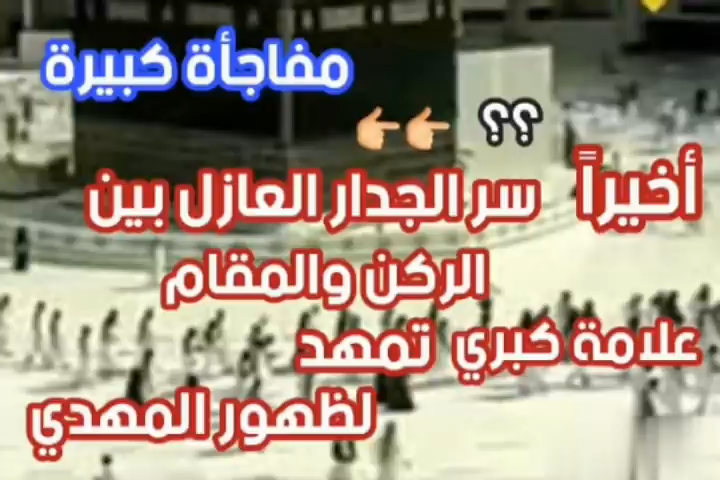 مفاجأة كبيرة
؟؟ 👈 👈
أخيراً سر الجدار العازل بين
الركن والمقام
علامة كبري تمهد
لظهور المهدي